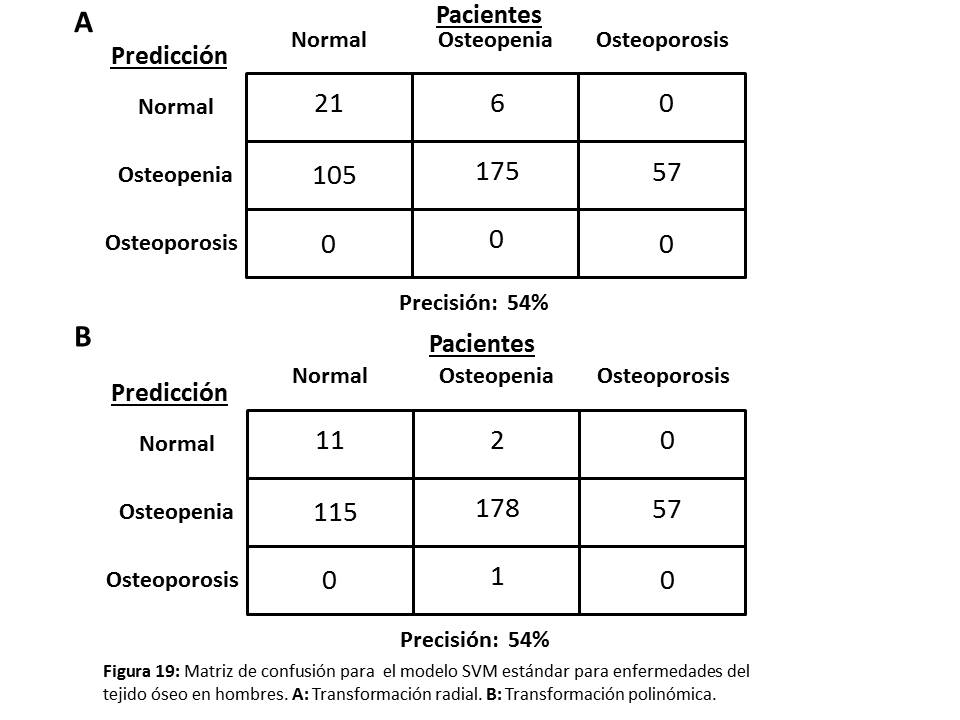 A
Pacientes
Normal Osteopenia Osteoporosis
Predicción
Normal 21 6 0
Osteopenia 105 175 57
Osteoporosis 0 0 0
Precisión: 54%
B
Pacientes
Normal Osteopenia Osteoporosis
Predicción
Normal 11 2 0
Osteopenia 115 178 57
Osteoporosis 0 1 0
Precisión: 54%
Figura 19: Matriz de confusión para el modelo SVM estándar para enfermedades del
tejido óseo en hombres. A: Transformación radial. B: Transformación polinómica.